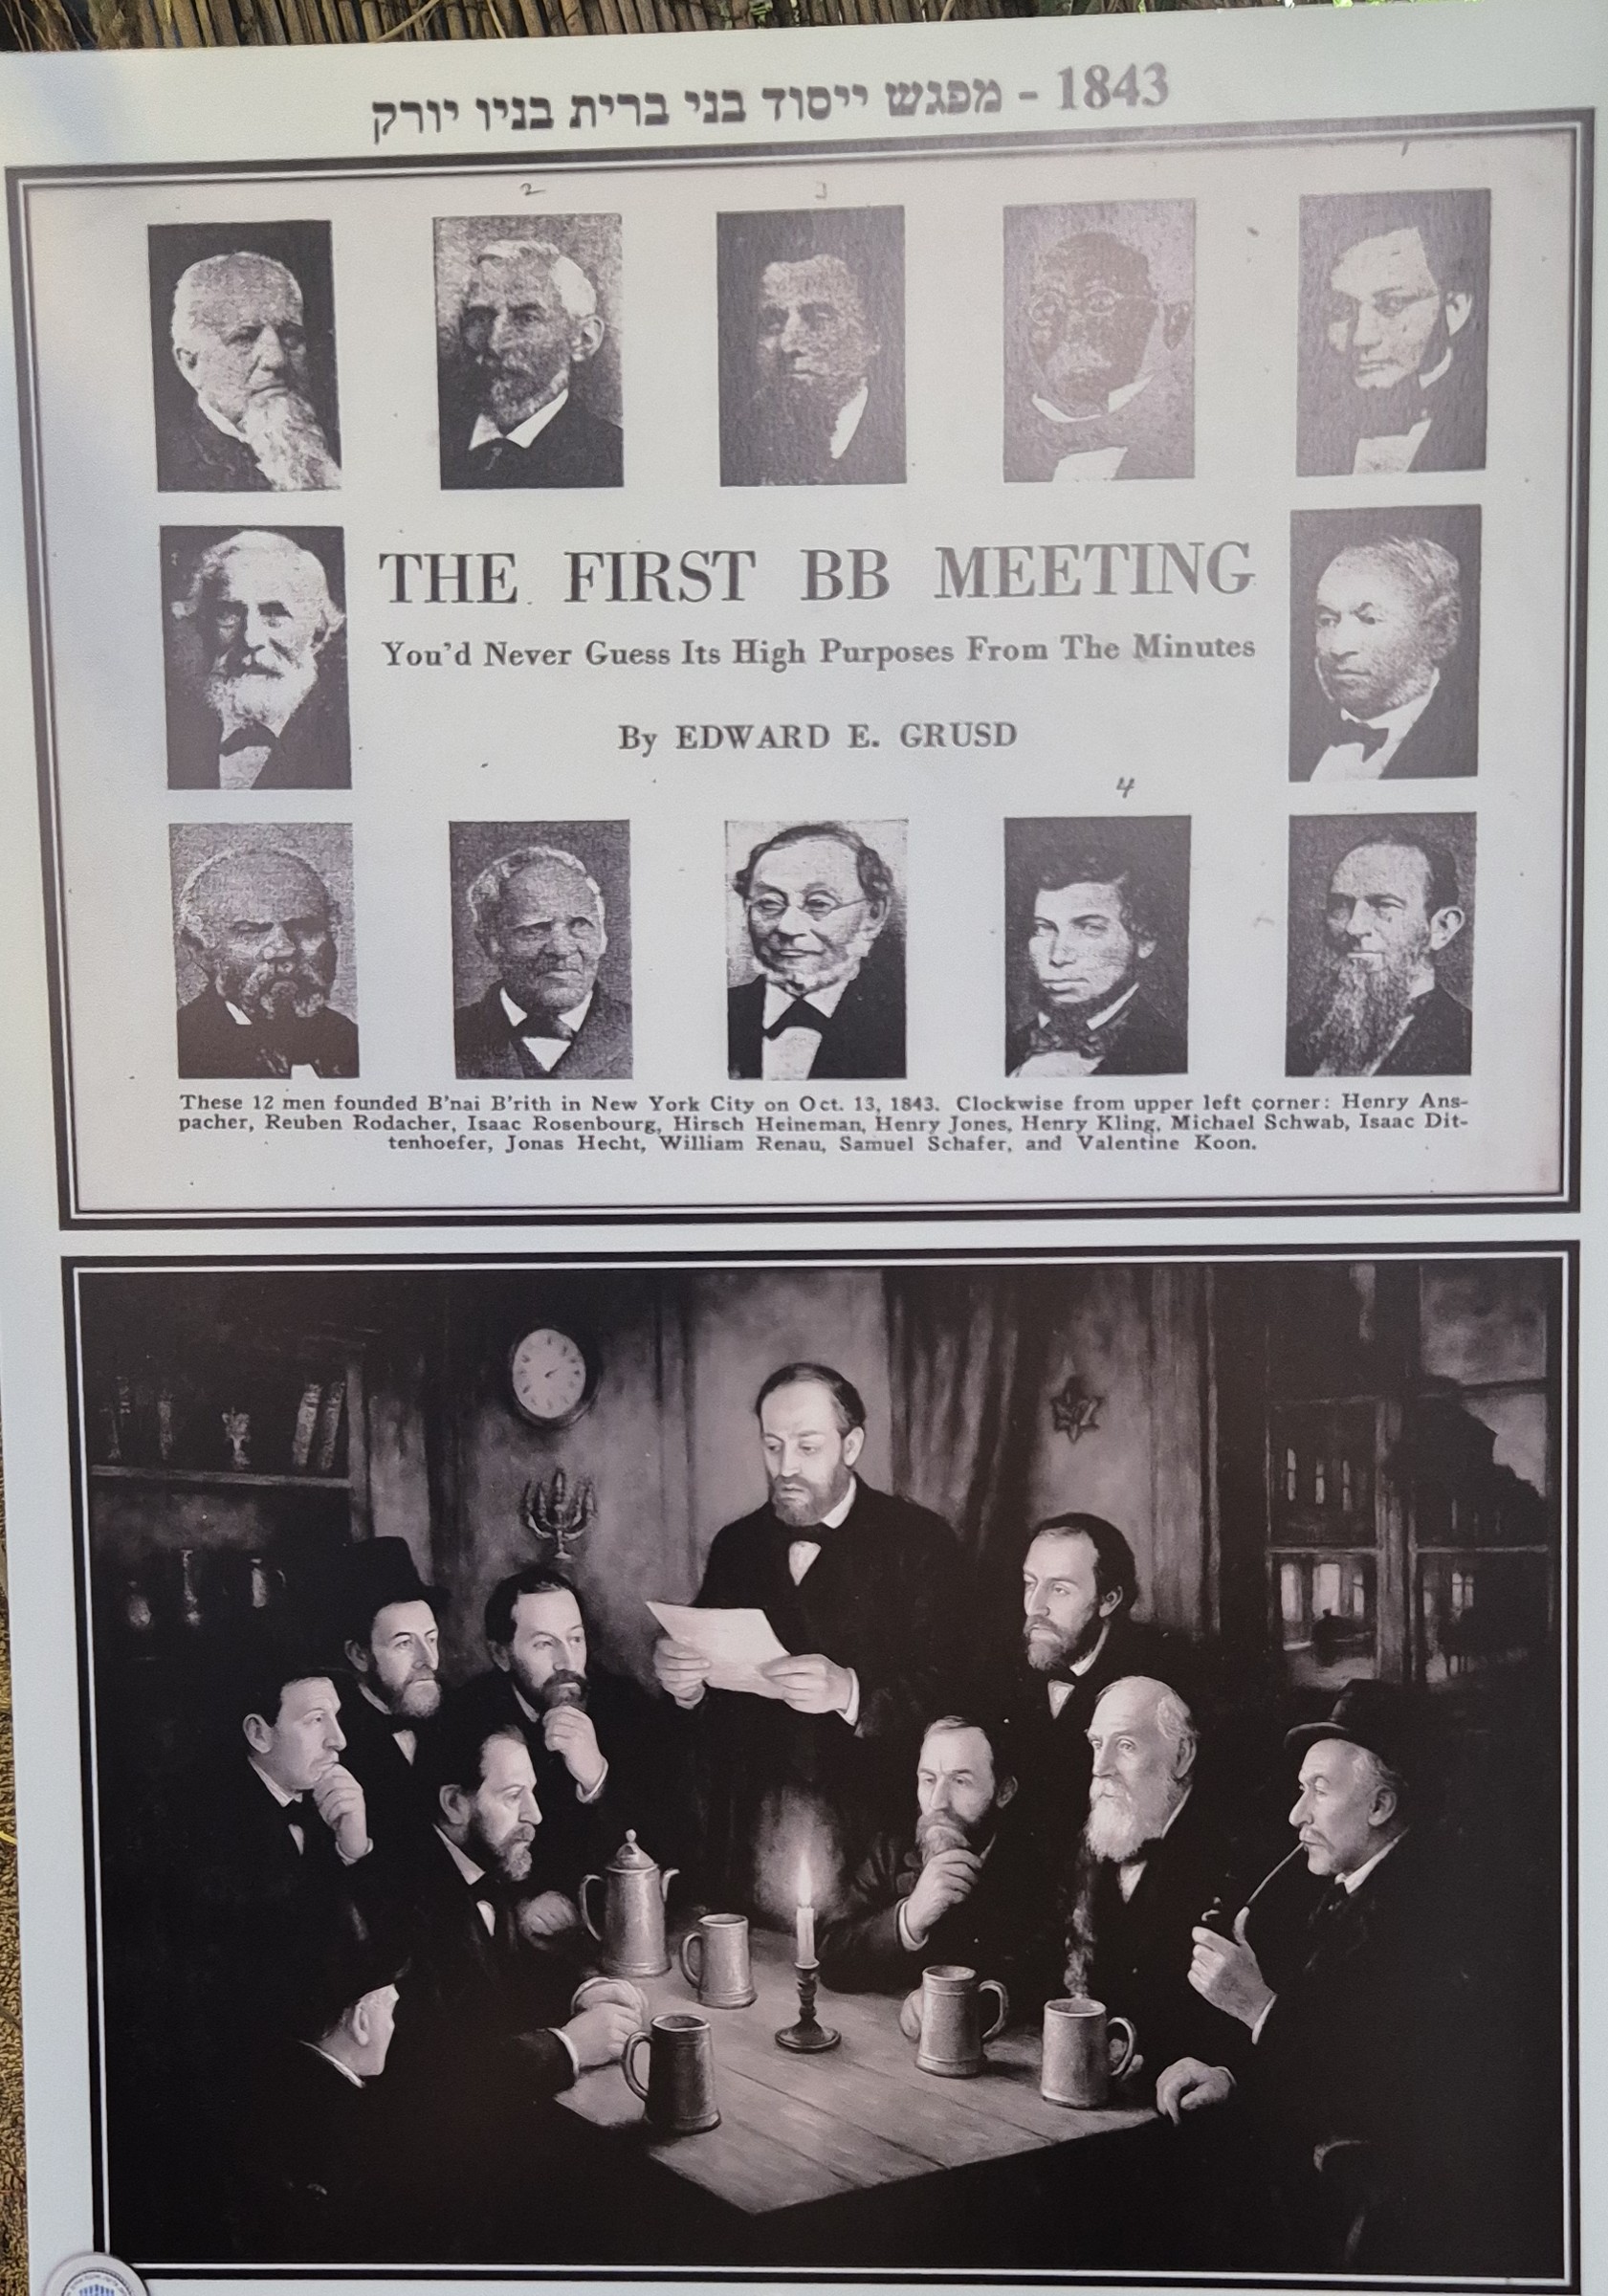 1843 - מפגש ייסוד בני ברית בניו יורק
2
3
1
THE FIRST BB MEETING
You'd Never Guess Its High Purposes From The Minutes
By EDWARD E. GRUSD
4
These 12 men founded B'nai B'rith in New York City on Oct. 13, 1843. Clockwise from upper left corner: Henry Ans-
pacher, Reuben Rodacher, Isaac Rosenbourg, Hirsch Heineman, Henry Jones, Henry Kling, Michael Schwab, Isaac Dit-
tenhoefer, Jonas Hecht, William Renau, Samuel Schafer, and Valentine Koon.